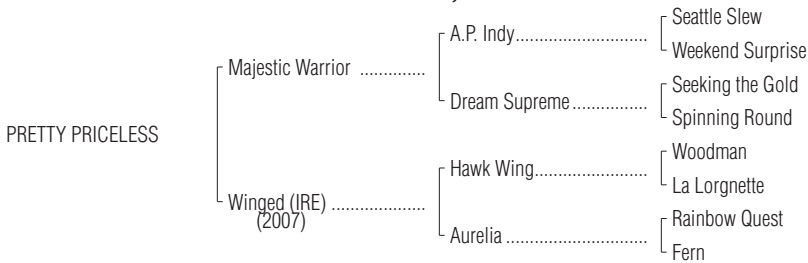 Seattle Slew
A.P. Indy..................................
Weekend Surprise
Majestic Warrior ..............
Seeking the Gold
Dream Supreme...................
Spinning Round
PRETTY PRICELESS
Woodman
Hawk Wing.............................
La Lorgnette
Winged (IRE) ....................
(2007)
Rainbow Quest
Aurelia ....................................
Fern